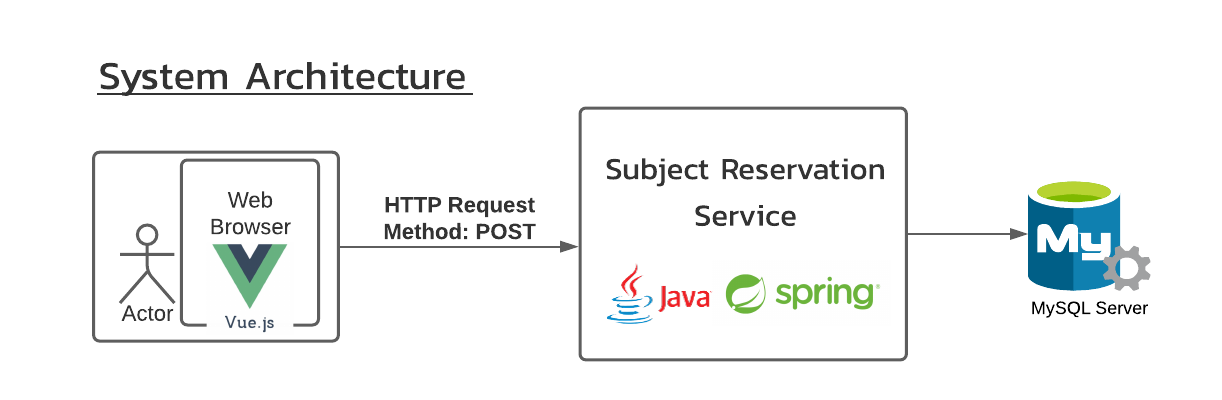 System Architecture
Web
Browser
Actor
Vue.js
HTTP Request
Method: POST
Subject Reservation
Service
Java
spring
My
MySQL Server